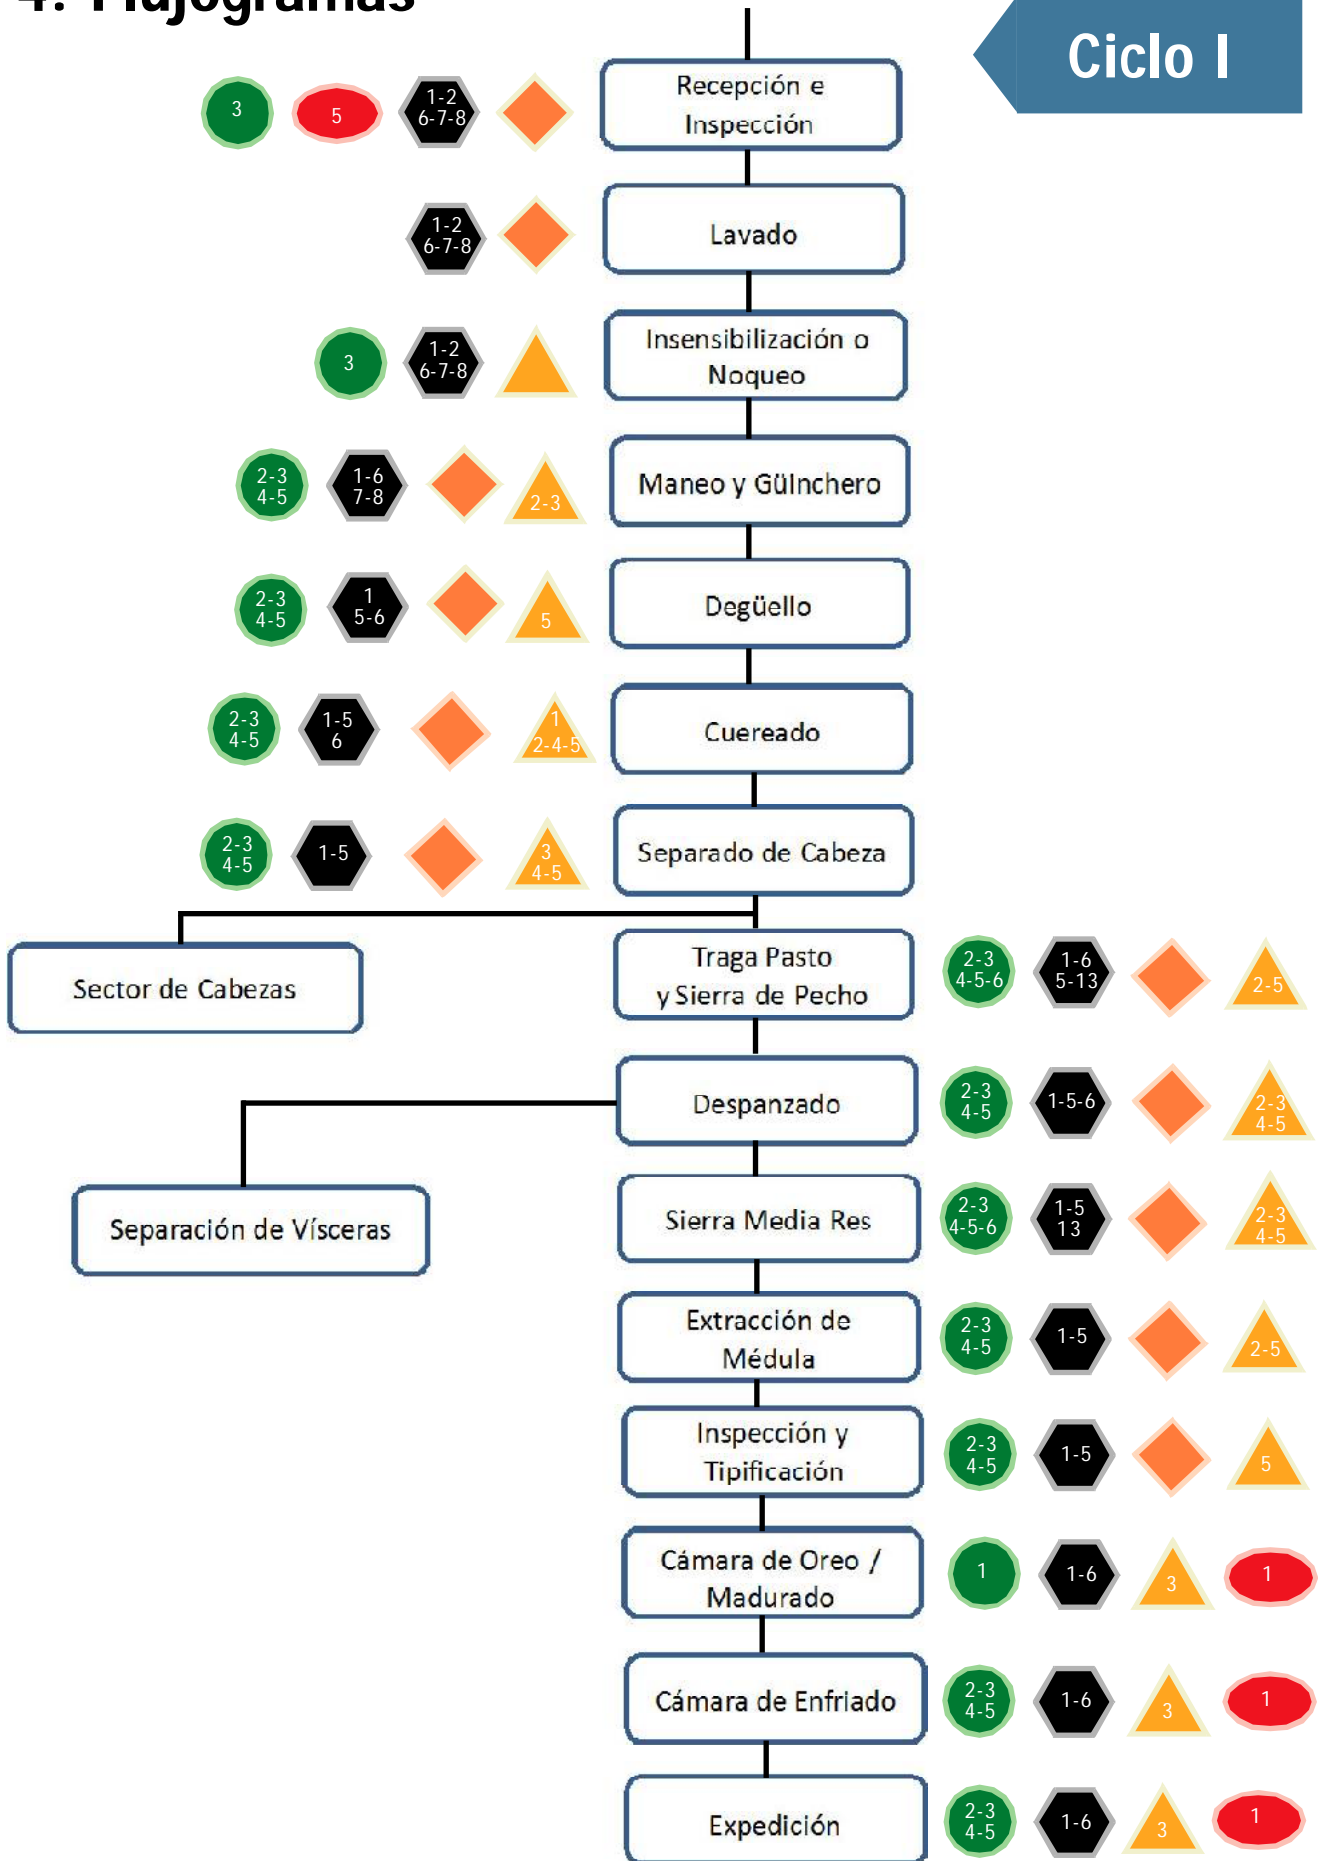 4. Flujogramas
Ciclo I
3
5
1-2
6-7-8
Recepción e
Inspección
1-2
6-7-8
Lavado
3
1-2
6-7-8
Insensibilización o
Noqueo
2-3
4-5
1-6
7-8
2-3
Maneo y Güinchero
2-3
4-5
1
5-6
5
Degüello
2-3
4-5
1-5
6
1
2-4-5
Cuereado
2-3
4-5
1-5
3
4-5
Separado de Cabeza
Sector de Cabezas
Traga Pasto
y Sierra de Pecho
2-3
4-5-6
1-6
5-13
2-5
Despanzado
2-3
4-5
1-5-6
2-3
4-5
Separación de Vísceras
Sierra Media Res
2-3
4-5-6
1-5
13
2-3
4-5
Extracción de
Médula
2-3
4-5
1-5
2-5
Inspección y
Tipificación
2-3
4-5
1-5
5
Cámara de Oreo /
Madurado
1
1-6
3
1
Cámara de Enfriado
2-3
4-5
1-6
3
1
Expedición
2-3
4-5
1-6
3
1